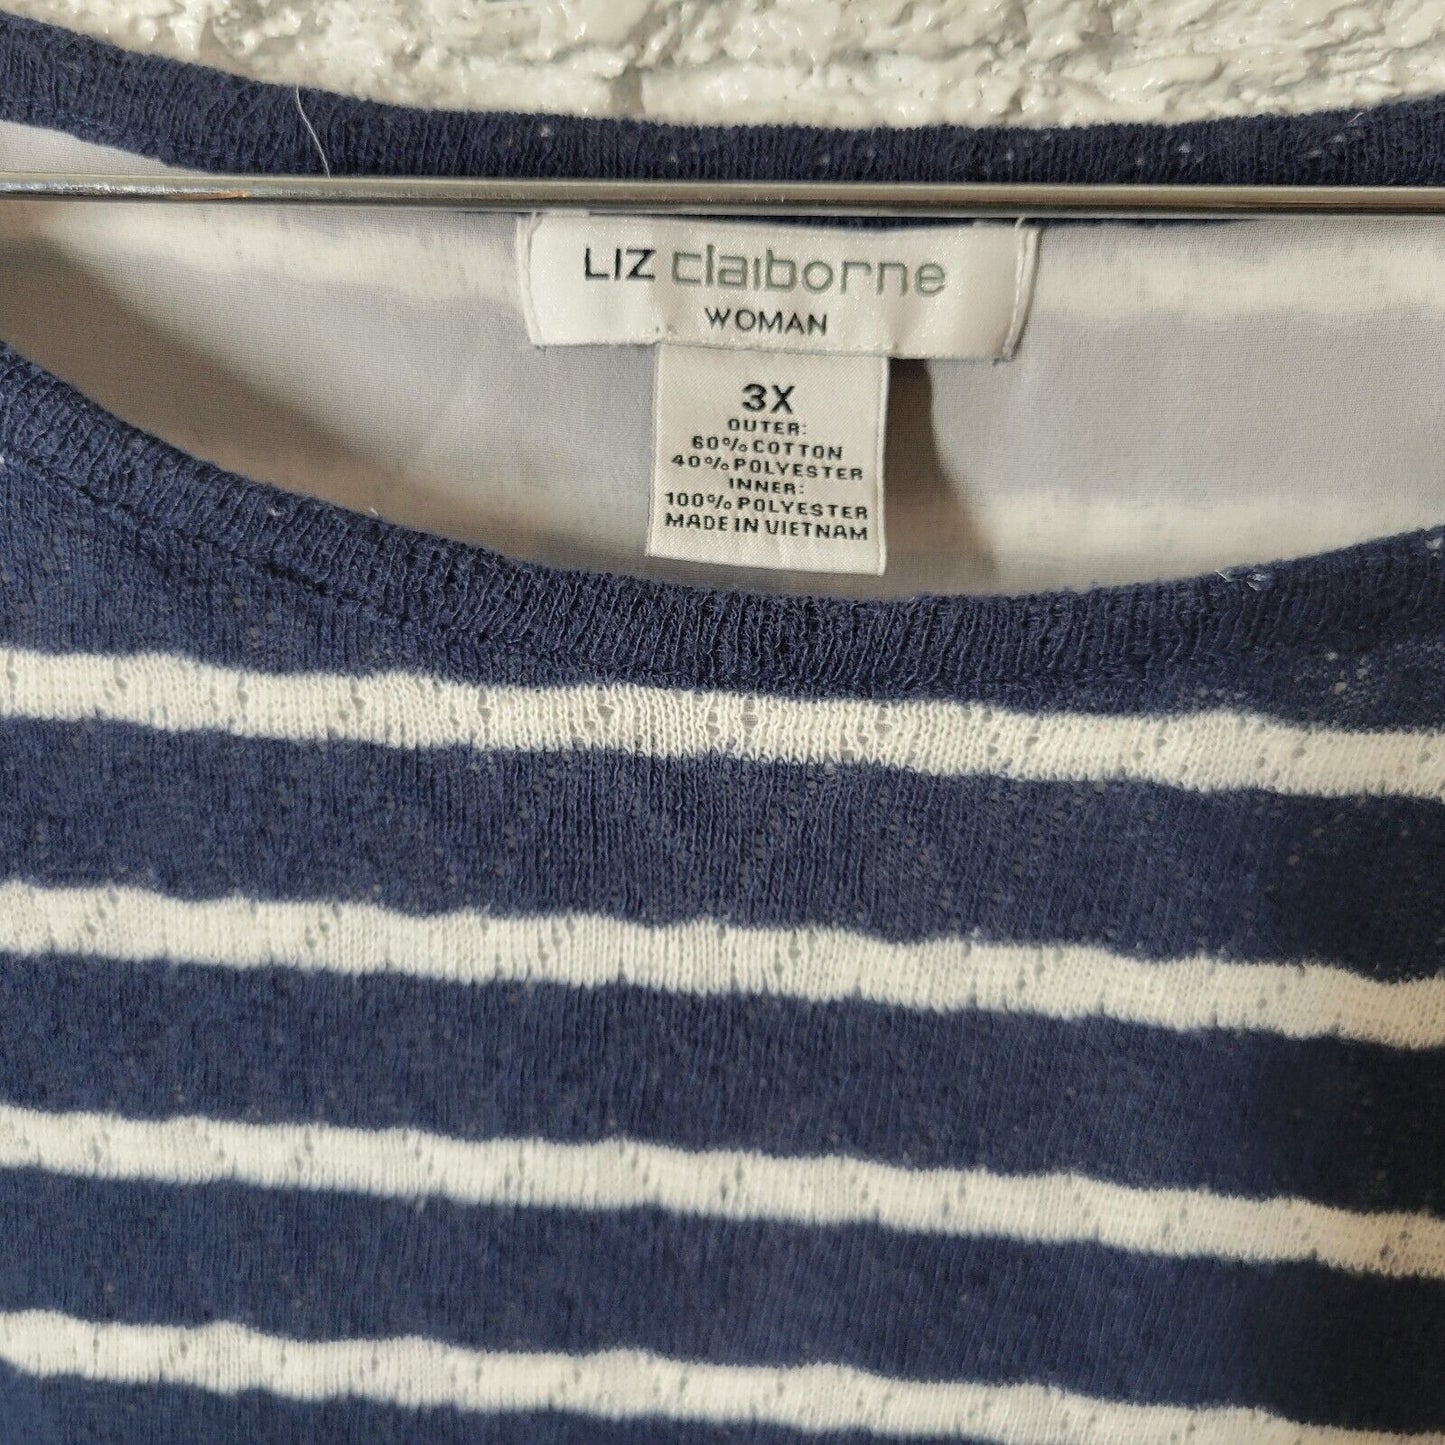 LIZ claiborne
WOMAN
3X
OUTER:
60% COTTON
40% POLYESTER
INNER:
100% POLYESTER
MADE IN VIETNAM